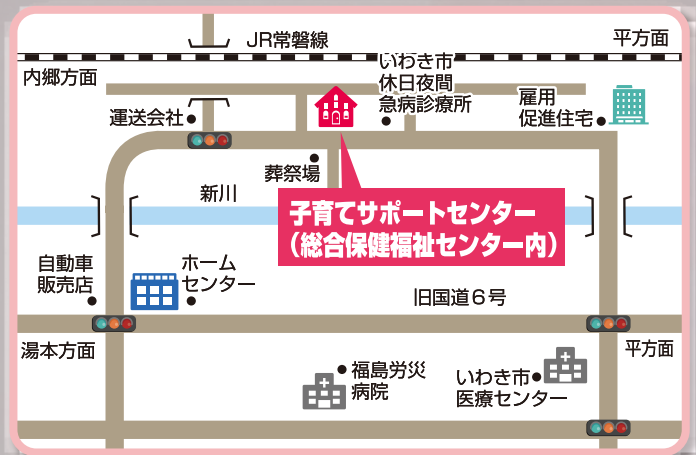 JR常磐線
平方面
内郷方面
いわき市
休日夜間
急病診療所
雇用
促進住宅
運送会社
葬祭場
新川
子育てサポートセンター
（総合保健福祉センター内）
自動車
販売店
ホーム
センター
旧国道６号
湯本方面
平方面
福島労災
病院
いわき市
医療センター